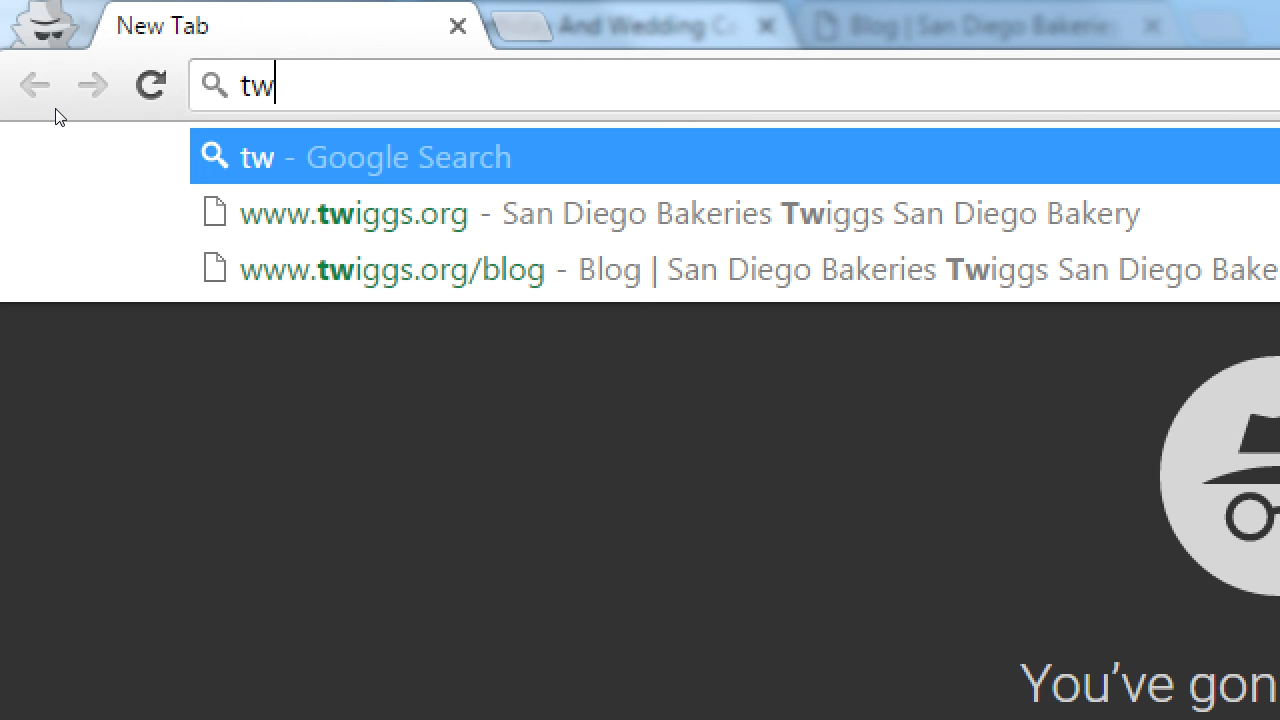 New Tab And Wedding C Blog | San Diego Bakerie
tw
tw - Google Search
www.twiggs.org - San Diego Bakeries Twiggs San Diego Bakery
www.twiggs.org/blog - Blog | San Diego Bakeries Twiggs San Diego Bake
You've gon